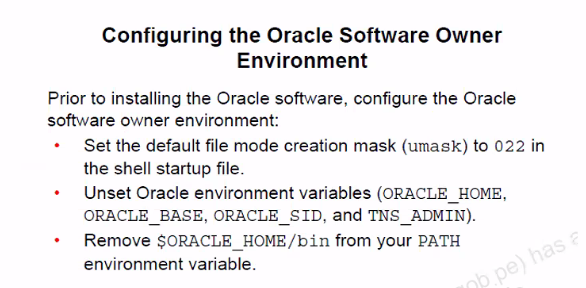 Configuring the Oracle Software Owner
Environment
Prior to installing the Oracle software, configure the Oracle
software owner environment:
• Set the default file mode creation mask (umask) to 022 in
the shell startup file.
• Unset Oracle environment variables (ORACLE_HOME,
ORACLE_BASE, ORACLE_SID, and TNS_ADMIN).
• Remove $ORACLE_HOME/bin from your PATH
environment variable.
gob.pe) has a